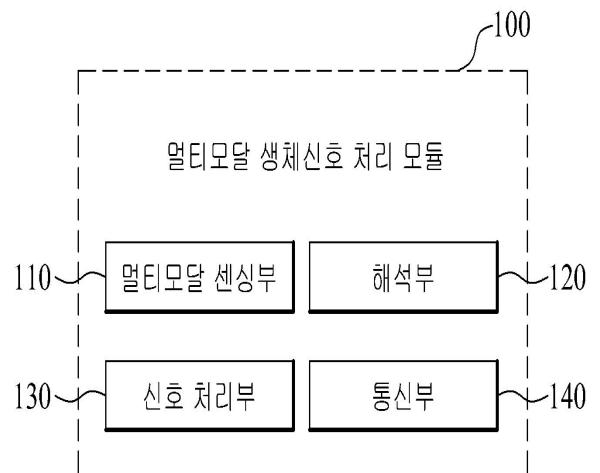 100
멀티모달 생체신호 처리 모듈
110 멀티모달 센싱부 해석부 120
130 신호 처리부 통신부 140